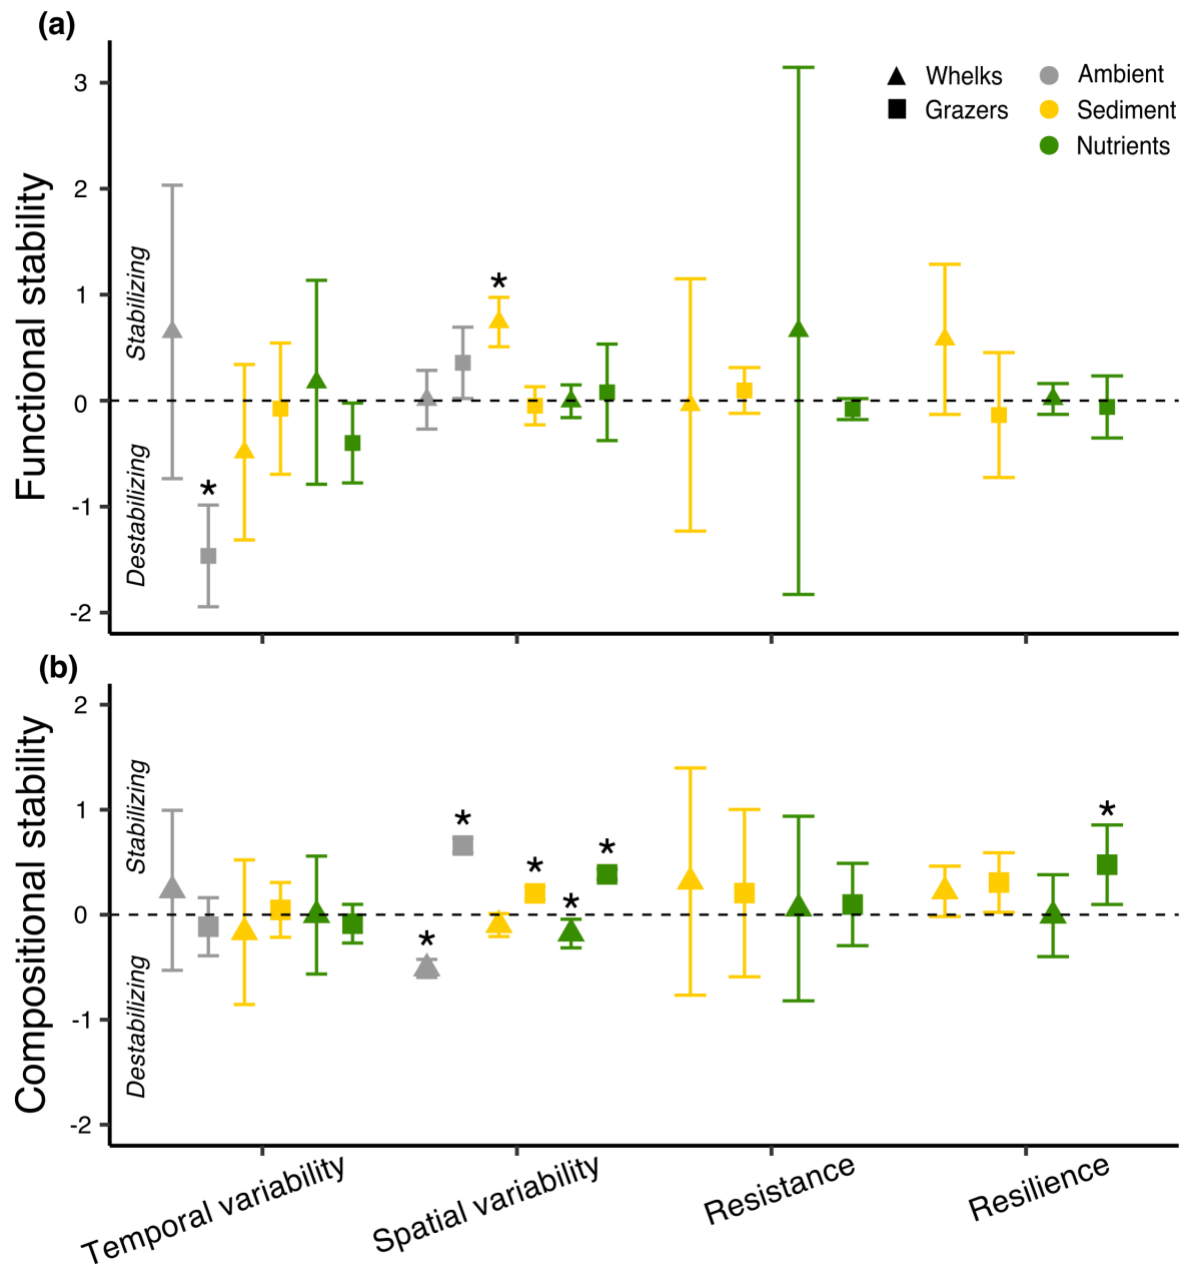 (a)
Functional stability
Stabilizing
Destabilizing
3
2
1
0
-1
-2
Whelks
Grazers
Ambient
Sediment
Nutrients
*
*
(b)
Compositional stability
Stabilizing
Destabilizing
2
1
0
-1
-2
*
*
*
*
*
*
Temporal variability
Spatial variability
Resistance
Resilience